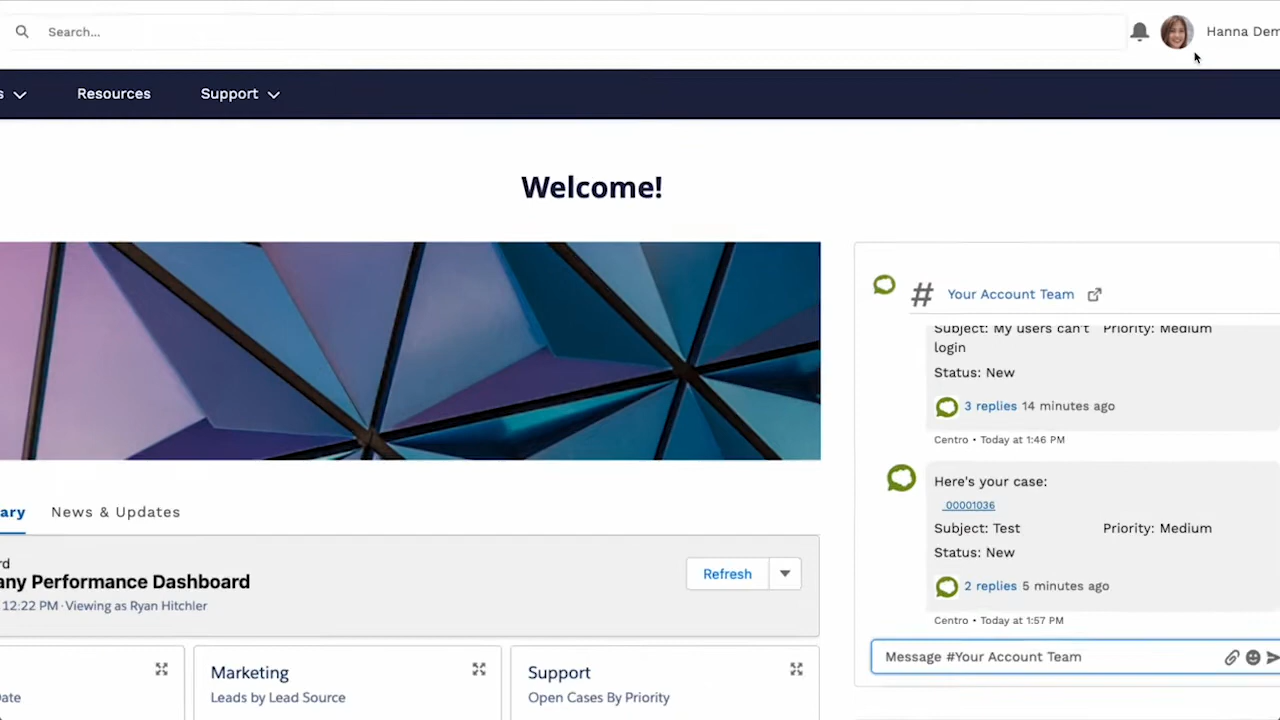 Search...
Hanna Dem
s
Resources
Support
Welcome!
# Your Account Team
Subject: My users can't login
Priority: Medium
Status: New
3 replies 14 minutes ago
Centro • Today at 1:46 PM
Here's your case:
00001036
Subject: Test
Priority: Medium
Status: New
2 replies 5 minutes ago
Centro • Today at 1:57 PM
Message #Your Account Team
ary
News & Updates
rd
any Performance Dashboard
12:22 PM·Viewing as Ryan Hitchler
Refresh
Date
Marketing
Leads by Lead Source
Support
Open Cases By Priority